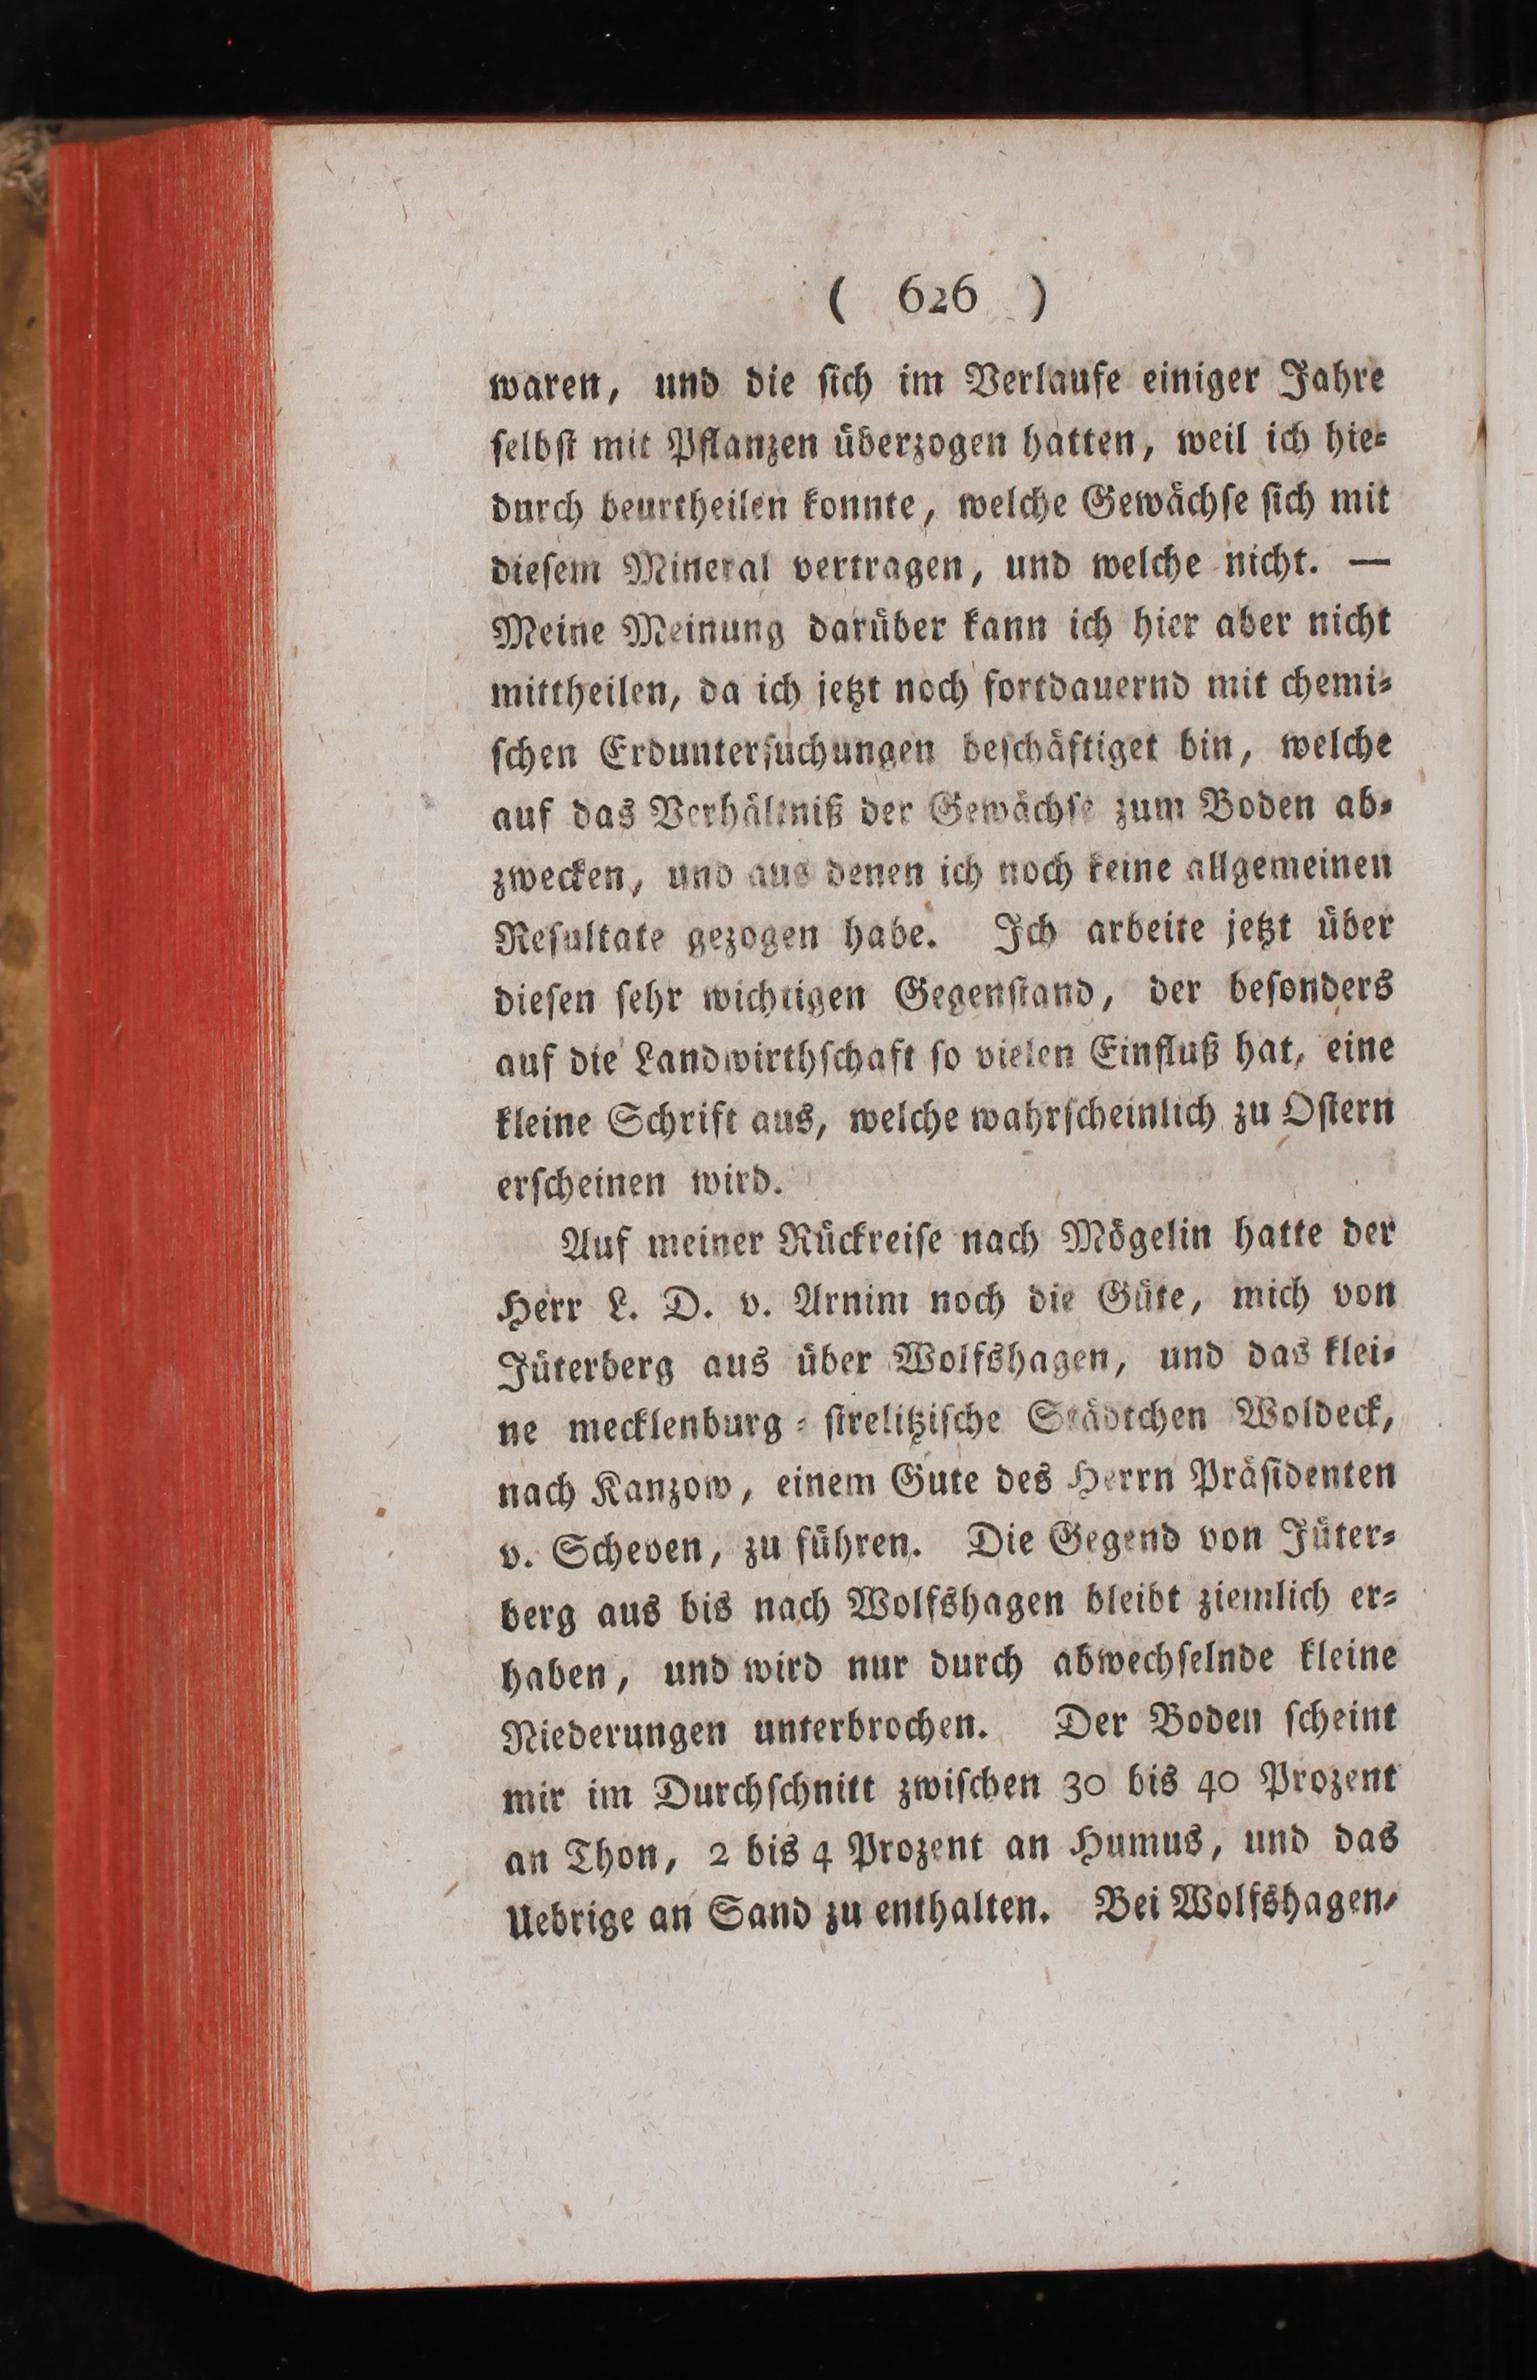 ( 626 )
waren, und die ſich im Verlaufe einiger Jahre
ſelbſt mit Pflanzen überzogen hatten, weil ich hie⸗
durch beurtheilen konnte, welche Gewächſe ſich mit
dieſem Mineral vertragen, und welche nicht. —
Meine Meinung darüber kann ich hier aber nicht
mittheilen, da ich jetzt noch fortdauernd mit chemi⸗
ſchen Erdunterſuchungen beſchäftiget bin, welche
auf das Verhältniß der Gewächſe zum Boden ab⸗
zwecken, und aus denen ich noch keine allgemeinen
Reſultate gezogen habe. Ich arbeite jetzt über
dieſen ſehr wichtigen Gegenſtand, der beſonders
auf die Landwirthſchaft ſo vielen Einfluß hat, eine
kleine Schrift aus, welche wahrſcheinlich zu Oſtern
erſcheinen wird.
Auf meiner Rückreiſe nach Mögelin hatte der
Herr L. D. v. Arnim noch die Güte, mich von
Jüterberg aus über Wolfshagen, und das klei⸗
ne mecklenburg⸗ſtrelitziſche Städtchen Woldeck,
nach Kanzow, einem Gute des Herrn Präſidenten
v. Scheven, zu führen. Die Gegend von Jüter⸗
berg aus bis nach Wolfshagen bleibt ziemlich er⸗
haben, und wird nur durch abwechſelnde kleine
Niederungen unterbrochen. Der Boden ſcheint
mir im Durchſchnitt zwiſchen 30 bis 40 Prozent
an Thon, 2 bis 4 Prozent an Humus, und das
Uebrige an Sand zu enthalten. Bei Wolfshagen,